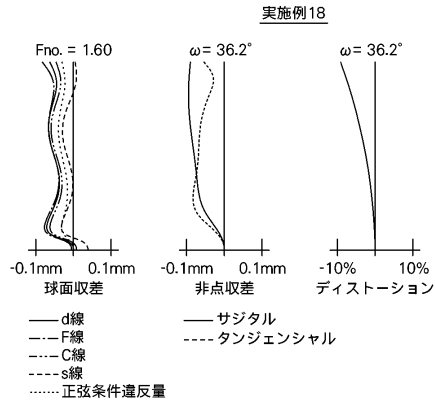 実施例18
Fno. = 1.60
ω= 36.2°
ω= 36.2°
-0.1mm 0.1mm
球面収差
-0.1mm 0.1mm
非点収差
-10% 10%
ディストーション
d線
F線
C線
s線
正弦条件違反量
サジタル
タンジェンシャル